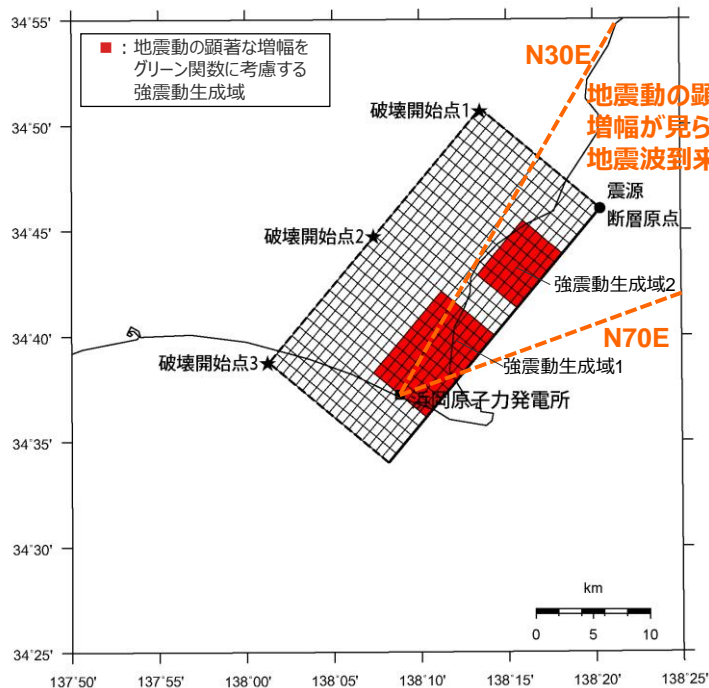 34°55'
34°50'
34°45'
34°40'
34°35'
34°30'
34°25'
■ : 地震動の顕著な増幅を
グリーン関数に考慮する
強震動生成域
N30E
地震動の顕
増幅が見ら
地震波到来
破壊開始点1
震源
断層原点
破壊開始点2
強震動生成域2
N70E
破壊開始点3
強震動生成域1
浜岡原子力発電所
km
0 5 10
137°50' 137°55' 138°00' 138°05' 138°10' 138°15' 138°20' 138°25'